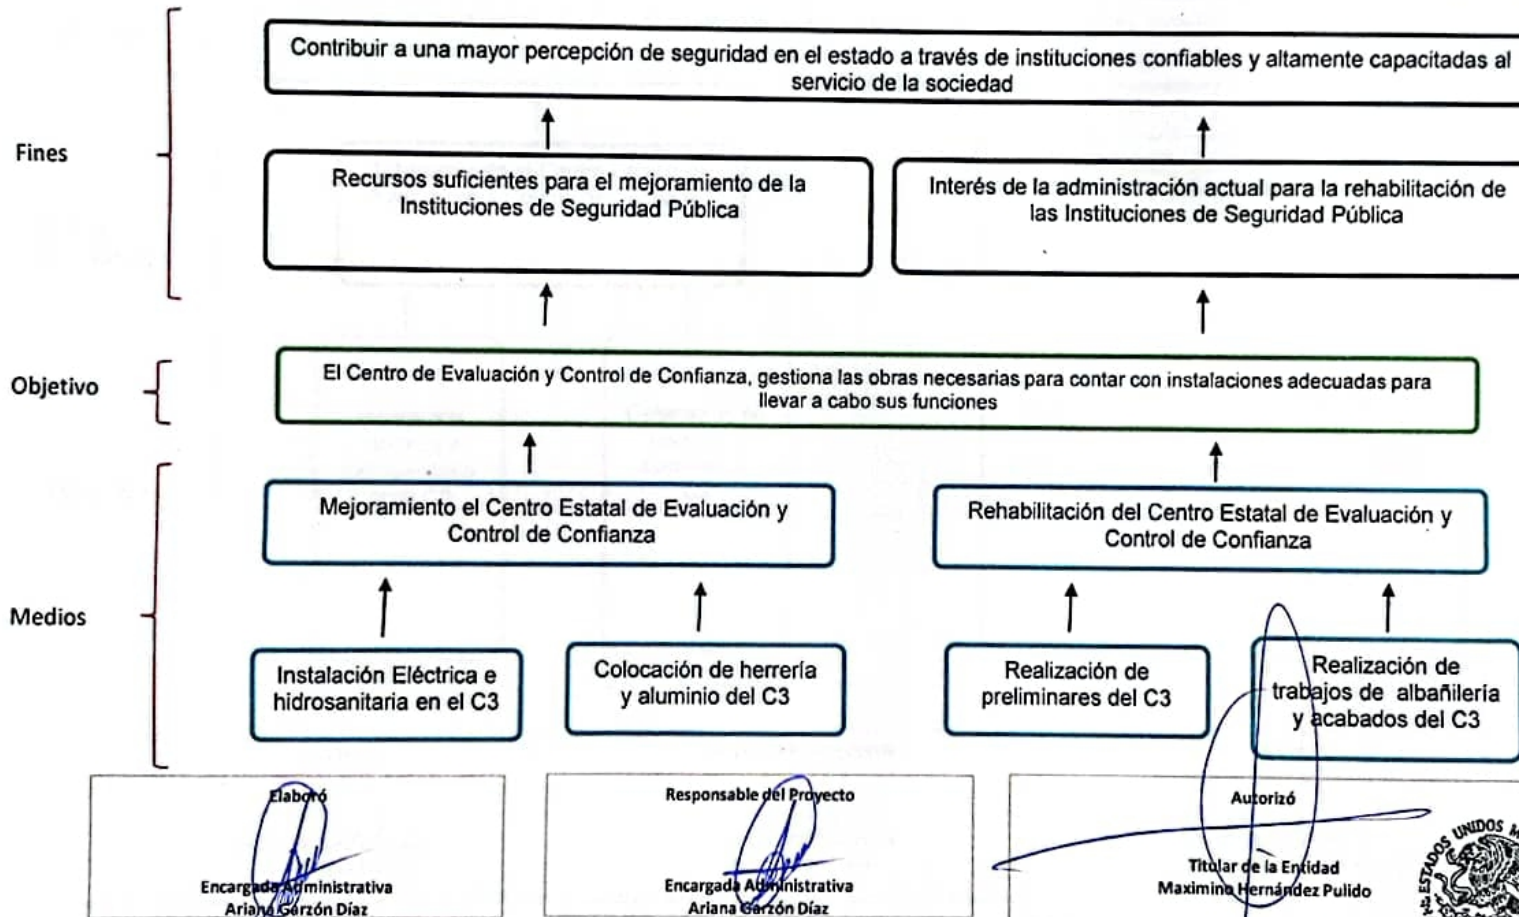 Fines
Contribuir a una mayor percepción de seguridad en el estado a través de instituciones confiables y altamente capacitadas al
servicio de la sociedad
Recursos suficientes para el mejoramiento de la
Instituciones de Seguridad Pública
Interés de la administración actual para la rehabilitación de
las Instituciones de Seguridad Pública
Objetivo
El Centro de Evaluación y Control de Confianza, gestiona las obras necesarias para contar con instalaciones adecuadas para
llevar a cabo sus funciones
Medios
Mejoramiento el Centro Estatal de Evaluación y
Control de Confianza
Rehabilitación del Centro Estatal de Evaluación y
Control de Confianza
Instalación Eléctrica e
hidrosanitaria en el C3
Colocación de herrería
y aluminio del C3
Realización de
preliminares del C3
Realización de
trabajos de albañilería
y acabados del C3
Elaboró
Encargada Administrativa
Ariana Garzón Díaz
Responsable del Proyecto
Encargada Administrativa
Ariana Garzón Díaz
Autorizó
Titular de la Entidad
Maximino Hernández Pulido
ESTADOS UNIDOS M